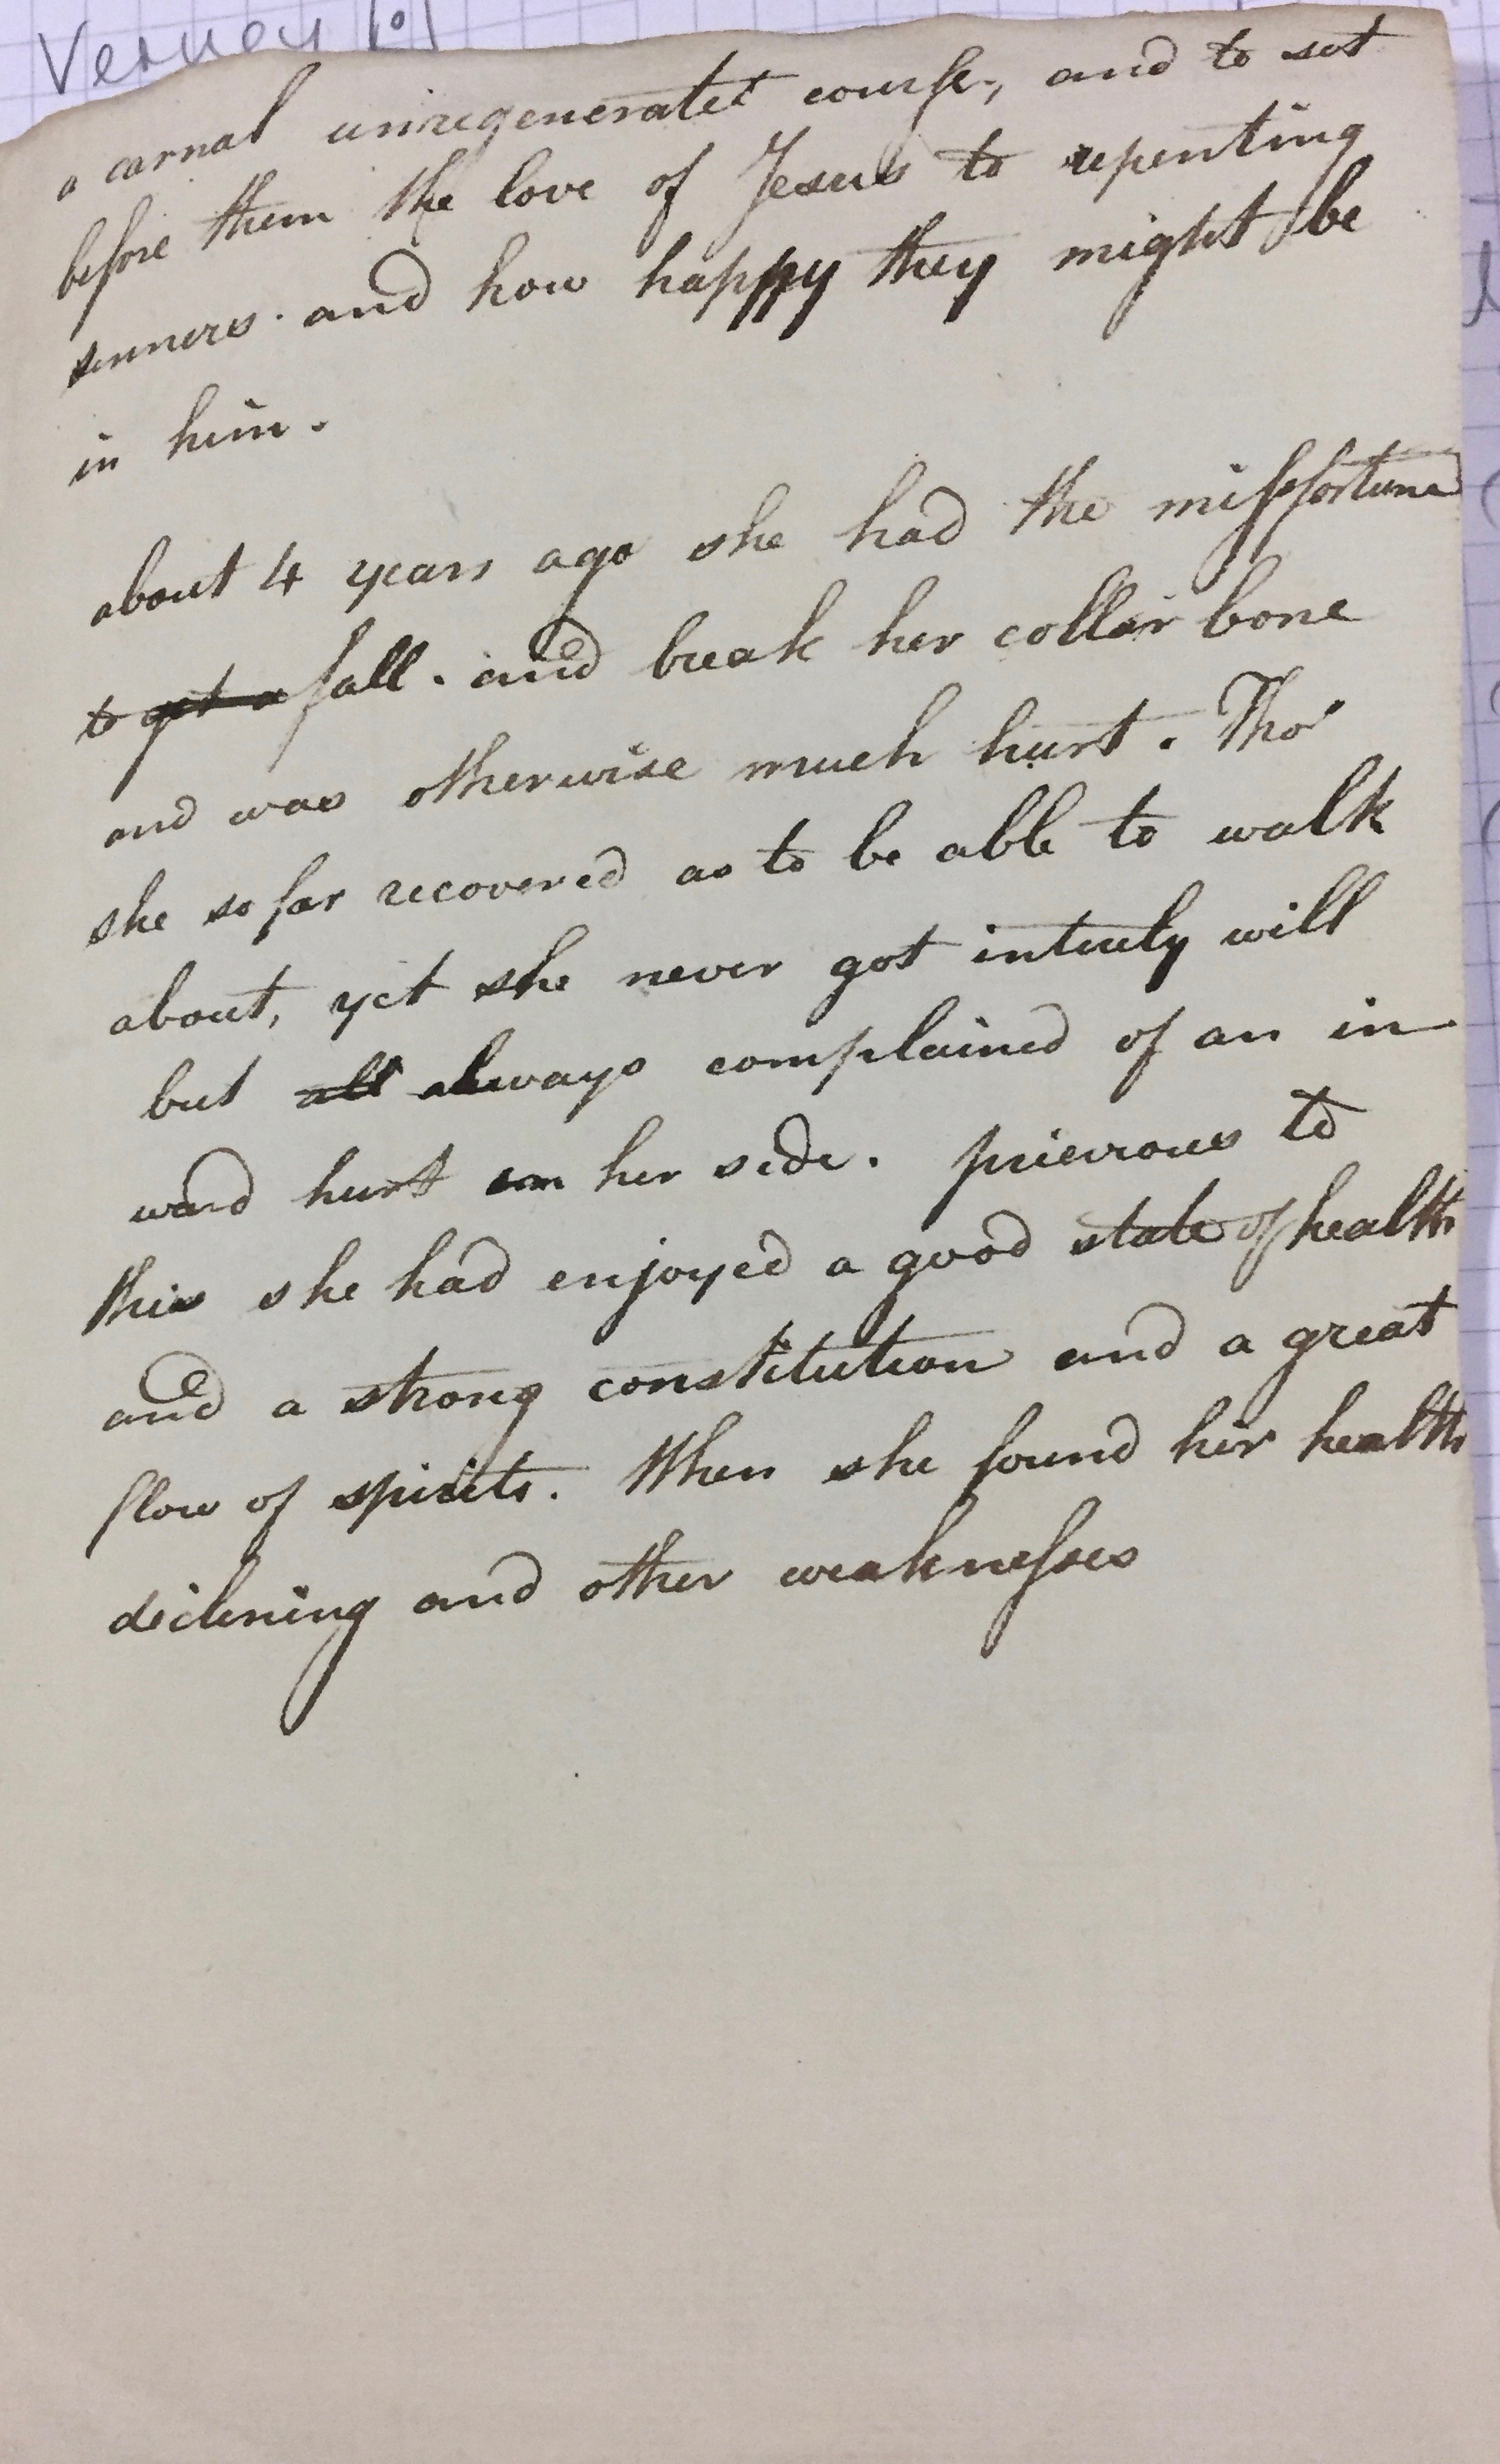 Verney [o]
a carnal unregenerated course, and to set
before them the love of Jesus to repenting
sinners. and how happy they might be
in him.
about 4 years ago she had the missfortune
to get a fall. and break her collar bone
and was otherwise much hurt. Tho'
she so far recovered as to be able to walk
about, yet she never got intirely will
but all always complained of an in
ward hurt on her side. previous to
this she had enjoyed a good state of health
and a strong constitution and a great
flow of spirits. When she found her health
declining and other weaknesses